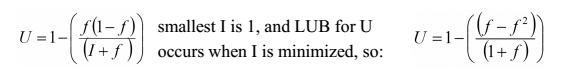 U = 1 - ( f(1-f) / (I+f) ) smallest I is 1, and LUB for U occurs when I is minimized, so: U = 1 - ( (f - f²) / (1+f) )